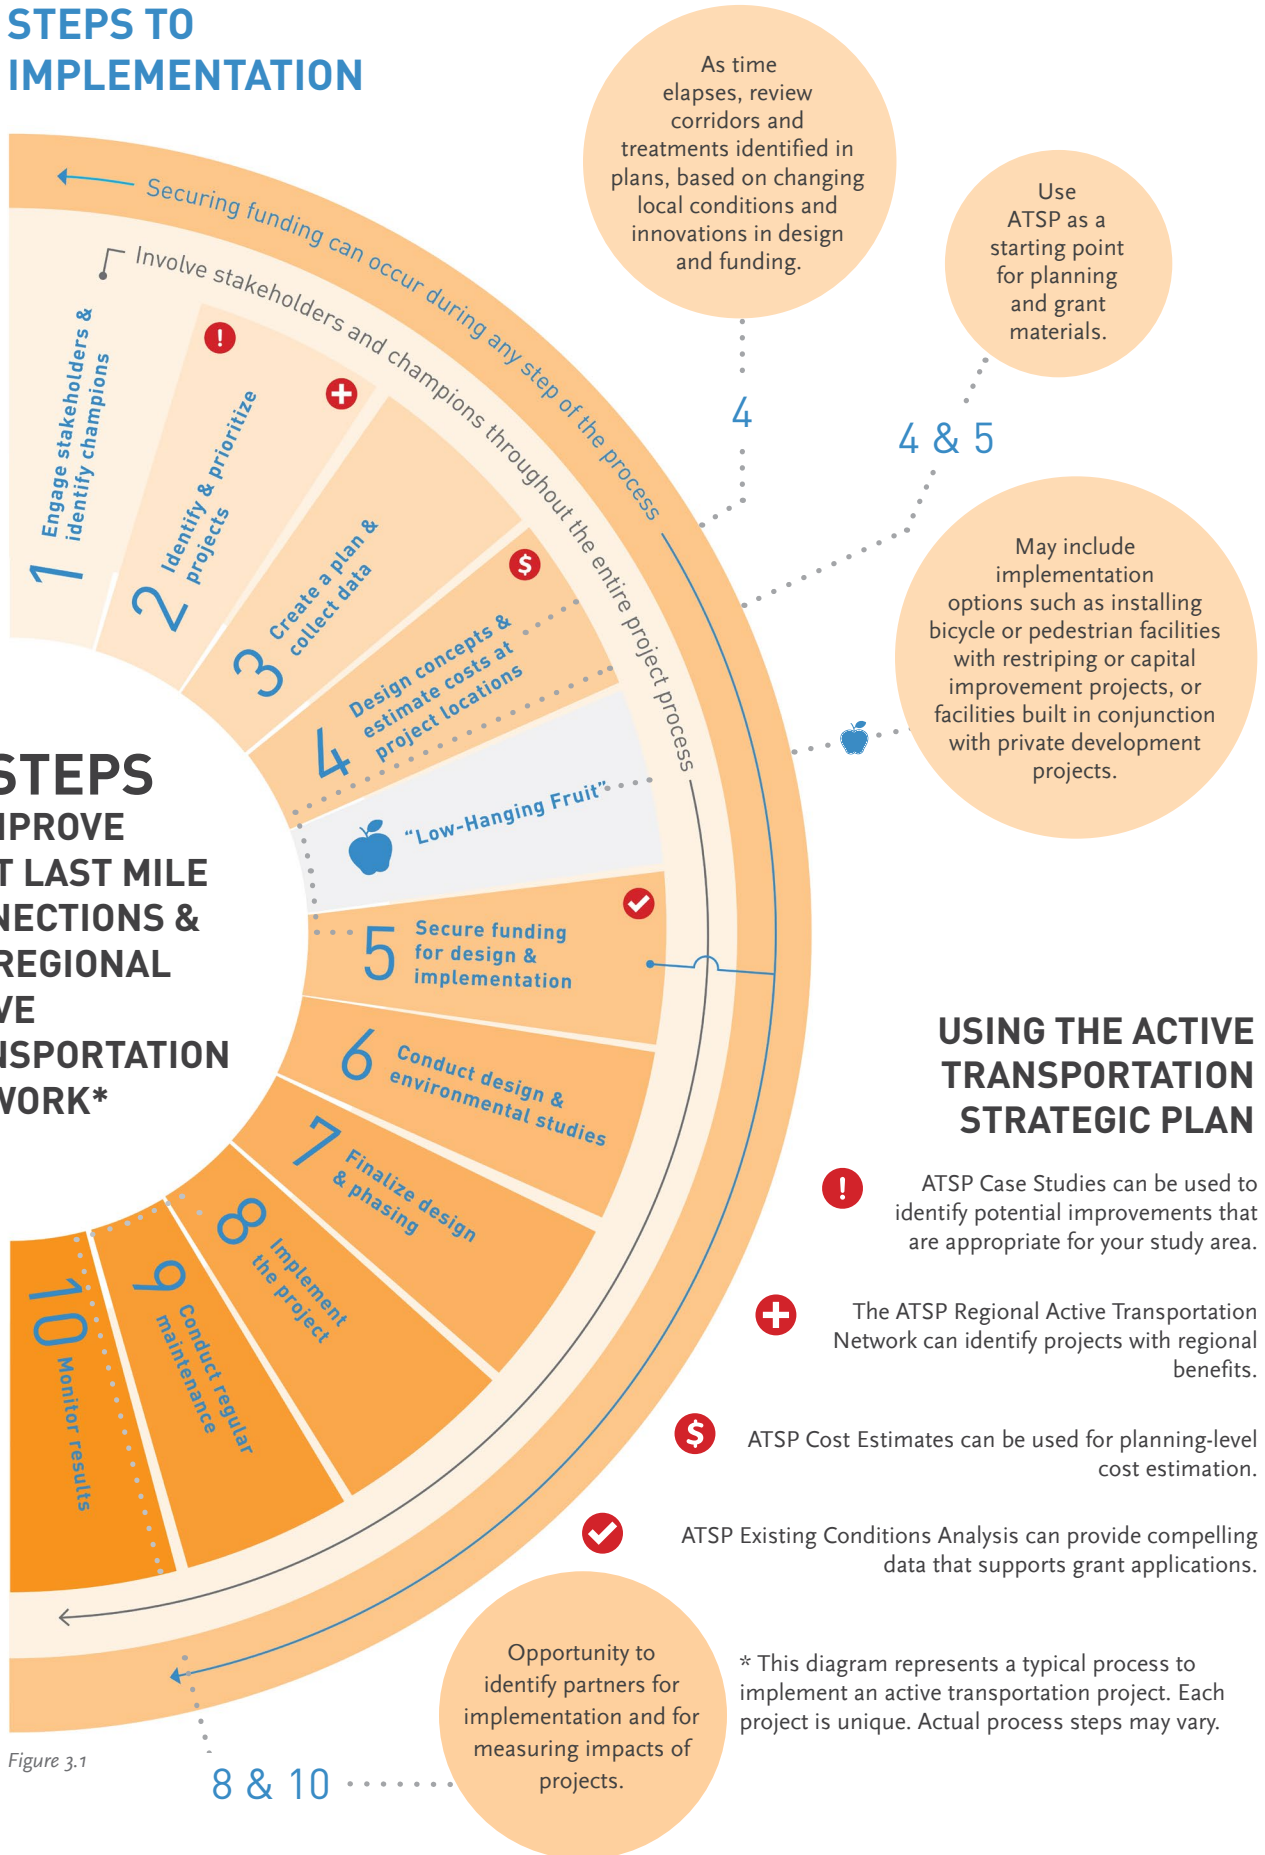 STEPS TO
IMPLEMENTATION
Securing funding can occur during any step of the process
Involve stakeholders and champions throughout the entire project process
1
Engage stakeholders &
identify champions
2
Identify & prioritize
projects
3
Create a plan &
collect data
4
Design concepts &
estimate costs at
project locations
"Low-Hanging Fruit"
5
Secure funding
for design &
implementation
6
Conduct design &
environmental studies
7
Finalize design
& phasing
8
Implement
the project
9
Conduct regular
maintenance
10
Monitor results
STEPS
MPROVE
T LAST MILE
NECTIONS &
REGIONAL
VE
NSPORTATION
WORK*
As time
elapses, review
corridors and
treatments identified in
plans, based on changing
local conditions and
innovations in design
and funding.
4
Use
ATSP as a
starting point
for planning
and grant
materials.
4 & 5
May include
implementation
options such as installing
bicycle or pedestrian facilities
with restriping or capital
improvement projects, or
facilities built in conjunction
with private development
projects.
USING THE ACTIVE
TRANSPORTATION
STRATEGIC PLAN
!
ATSP Case Studies can be used to
identify potential improvements that
are appropriate for your study area.
The ATSP Regional Active Transportation
Network can identify projects with regional
benefits.
$
ATSP Cost Estimates can be used for planning-level
cost estimation.
ATSP Existing Conditions Analysis can provide compelling
data that supports grant applications.
Opportunity to
identify partners for
implementation and for
measuring impacts of
projects.
8 & 10
* This diagram represents a typical process to
implement an active transportation project. Each
project is unique. Actual process steps may vary.
Figure 3.1